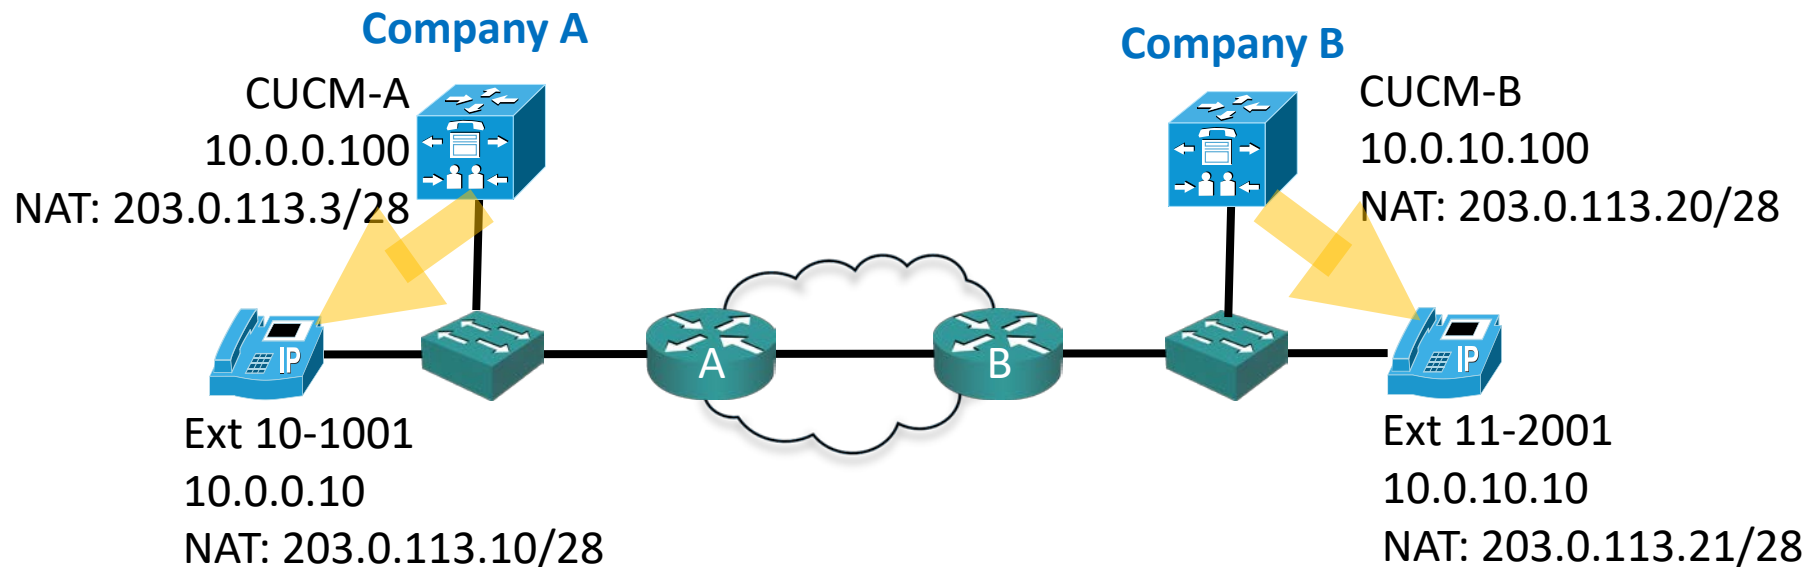 Company A
CUCM-A
10.0.0.100
NAT: 203.0.113.3/28
Company B
CUCM-B
10.0.10.100
NAT: 203.0.113.20/28
IP
A
B
IP
Ext 10-1001
10.0.0.10
NAT: 203.0.113.10/28
Ext 11-2001
10.0.10.10
NAT: 203.0.113.21/28